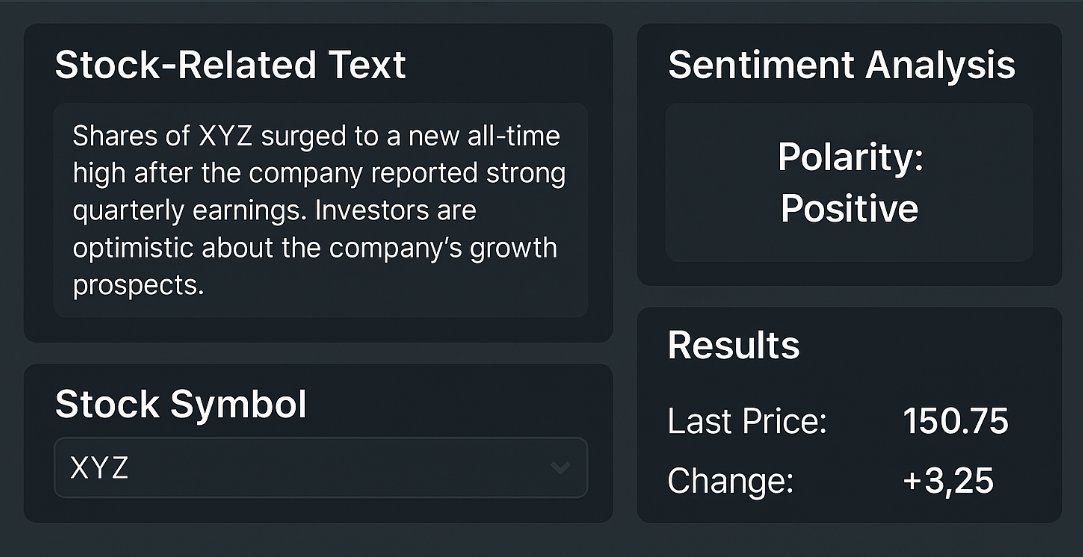 Stock-Related Text
Shares of XYZ surged to a new all-time
high after the company reported strong
quarterly earnings. Investors are
optimistic about the company’s growth
prospects.
Stock Symbol
XYZ
Sentiment Analysis
Polarity:
Positive
Results
Last Price: 150.75
Change: +3,25